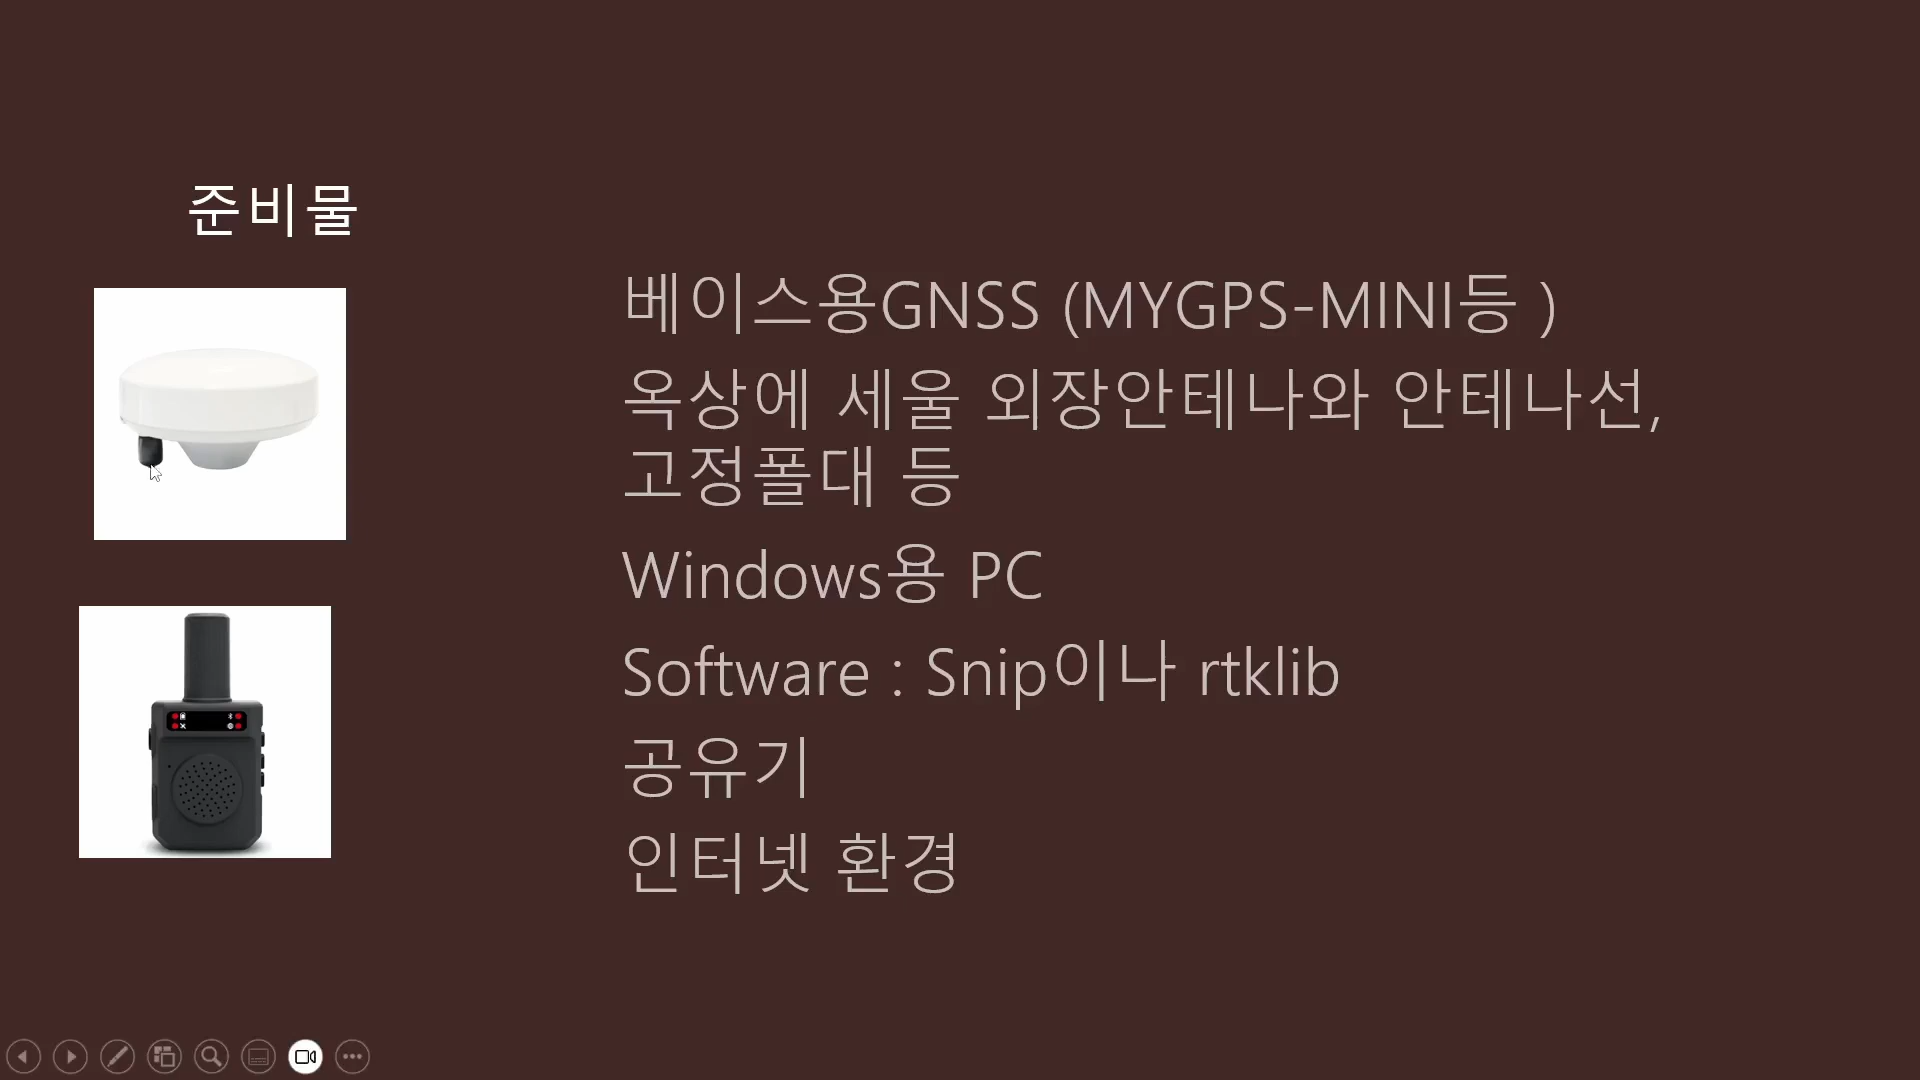 준비물
베이스용GNSS (MYGPS-MINI등 )
옥상에 세울 외장안테나와 안테나선,
고정폴대 등
Windows용 PC
Software : Snip이나 rtklib
공유기
인터넷 환경